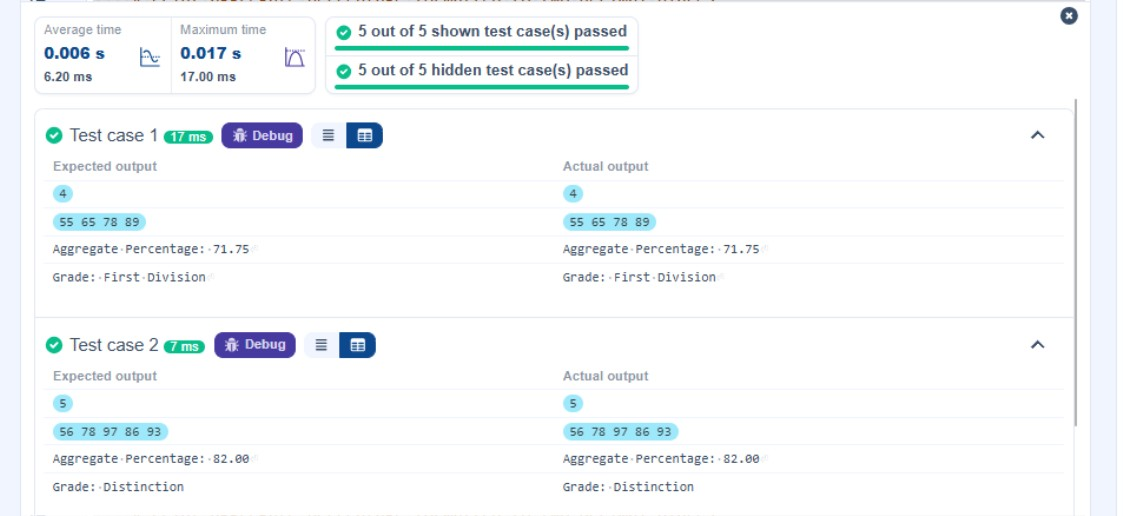 Average time
Maximum time
0.006 s
0.017 s
6.20 ms
17.00 ms
5 out of 5 shown test case(s) passed
5 out of 5 hidden test case(s) passed
Test case 1 17 ms Debug
Expected output
Actual output
4
4
55 65 78 89
55 65 78 89
Aggregate·Percentage:·71.75
Aggregate·Percentage:·71.75
Grade:·First·Division
Grade:·First·Division
Test case 2 7 ms Debug
Expected output
Actual output
5
5
56 78 97 86 93
56 78 97 86 93
Aggregate·Percentage:·82.00
Aggregate·Percentage:·82.00
Grade:·Distinction
Grade:·Distinction